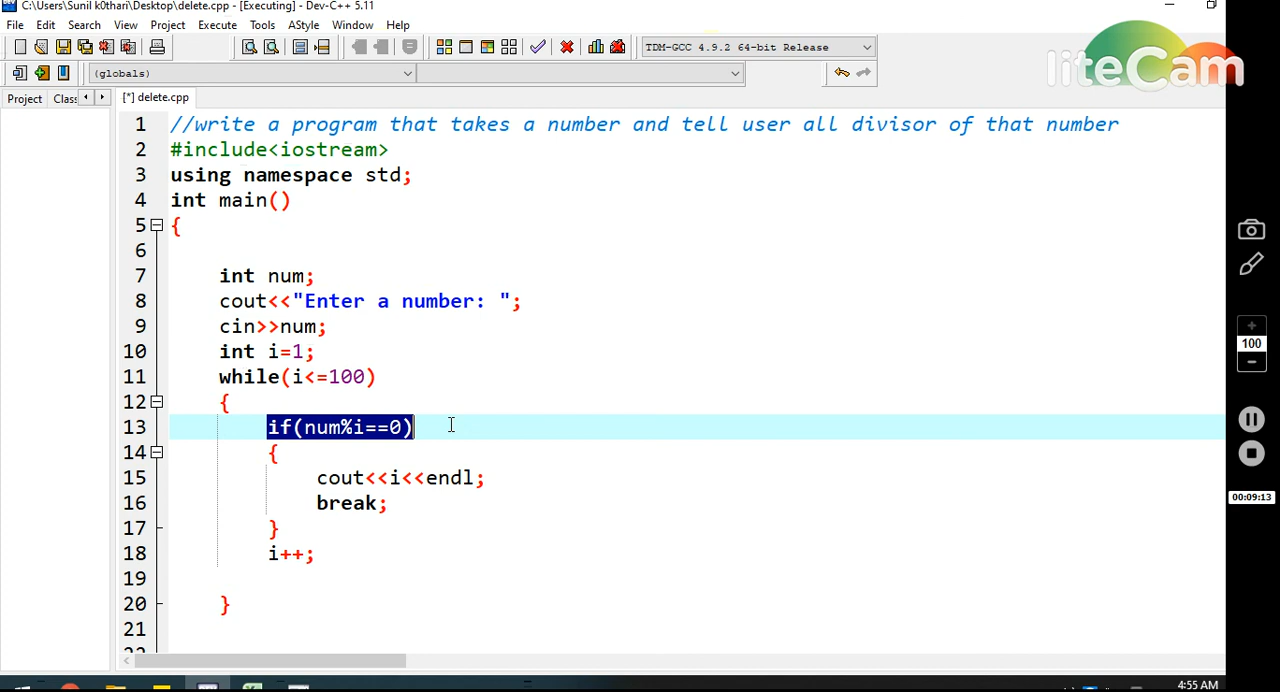 C:\Users\Sunil k0thari\Desktop\delete.cpp - [Executing] - Dev-C++ 5.11
File Edit Search View Project Execute Tools AStyle Window Help
TDM-GCC 4.9.2 64-bit Release
liteCam
(globals)
Project Class [*] delete.cpp
1 //write a program that takes a number and tell user all divisor of that number
2 #include<iostream>
3 using namespace std;
4 int main()
5 {
6
7 int num;
8 cout<<"Enter a number: ";
9 cin>>num;
10 int i=1;
11 while(i<=100)
12 {
13 if(num%i==0)
14 {
15 cout<<i<<endl;
16 break;
17 }
18 i++;
19
20 }
21
100
00:09:13
4:55 AM